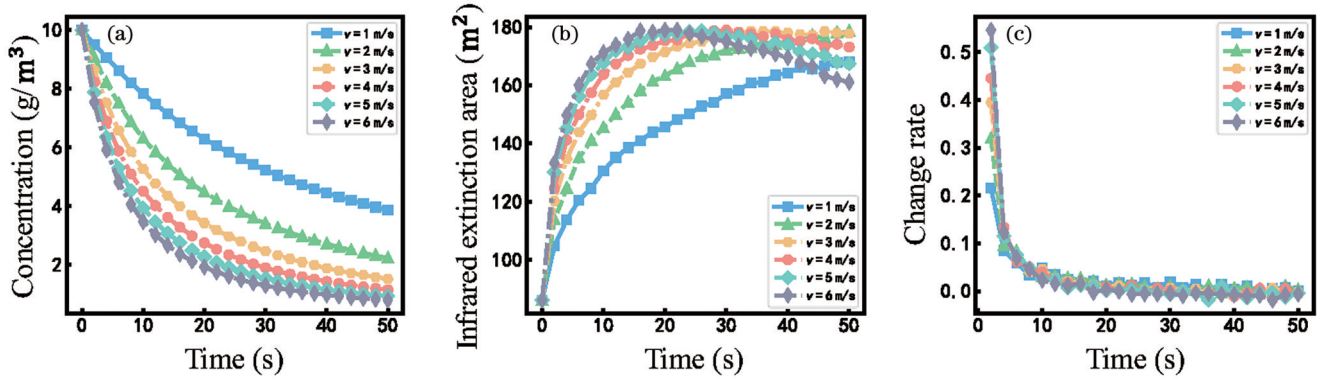 (a)
v = 1 m/s
v = 2 m/s
v = 3 m/s
v = 4 m/s
v = 5 m/s
v = 6 m/s
10
8
6
4
2
0
10
20
30
40
50
Concentration (g/m³)
Time (s)
(b)
v = 1 m/s
v = 2 m/s
v = 3 m/s
v = 4 m/s
v = 5 m/s
v = 6 m/s
180
160
140
120
100
0
10
20
30
40
50
Infrared extinction area (m²)
Time (s)
(c)
v = 1 m/s
v = 2 m/s
v = 3 m/s
v = 4 m/s
v = 5 m/s
v = 6 m/s
0.5
0.4
0.3
0.2
0.1
0.0
0
10
20
30
40
50
Change rate
Time (s)